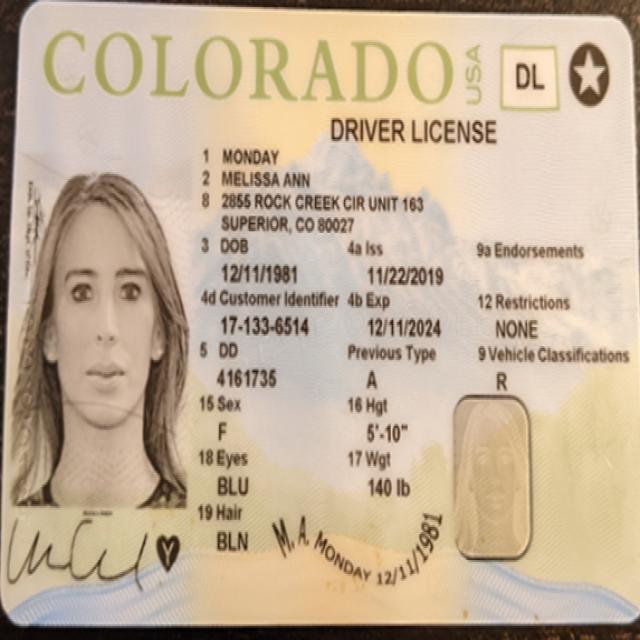 COLORADO USA DL
DRIVER LICENSE
1 MONDAY
2 MELISSA ANN
8 2855 ROCK CREEK CIR UNIT 163
SUPERIOR, CO 80027
3 DOB 4a Iss 9a Endorsements
12/11/1981 11/22/2019
4d Customer Identifier 4b Exp 12 Restrictions
17-133-6514 12/11/2024 NONE
5 DD Previous Type 9 Vehicle Classifications
4161735 A R
15 Sex 16 Hgt
F 5'-10"
18 Eyes 17 Wgt
BLU 140 lb
19 Hair
BLN
Y
M. A. MONDAY 12/11/1981